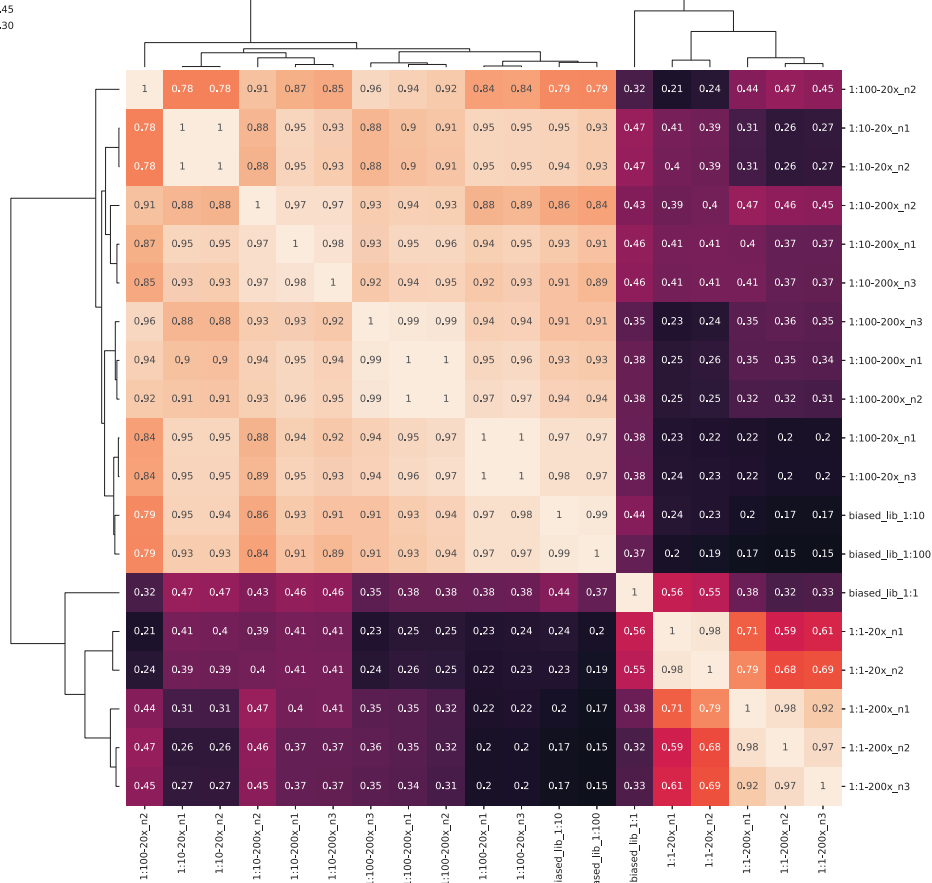 .45
.30
1 0.78 0.78 0.91 0.87 0.85 0.96 0.94 0.92 0.84 0.84 0.79 0.79 0.32 0.21 0.24 0.44 0.47 0.45 1:100-20x_n2
0.78 1 1 0.88 0.95 0.93 0.88 0.9 0.91 0.95 0.95 0.95 0.93 0.47 0.41 0.39 0.31 0.26 0.27 1:10-20x_n1
0.78 1 1 0.88 0.95 0.93 0.88 0.9 0.91 0.95 0.95 0.94 0.93 0.47 0.4 0.39 0.31 0.26 0.27 1:10-20x_n2
0.91 0.88 0.88 1 0.97 0.97 0.93 0.94 0.93 0.88 0.89 0.86 0.84 0.43 0.39 0.4 0.47 0.46 0.45 1:10-200x_n2
0.87 0.95 0.95 0.97 1 0.98 0.93 0.95 0.96 0.94 0.95 0.93 0.91 0.46 0.41 0.41 0.4 0.37 0.37 1:10-200x_n1
0.85 0.93 0.93 0.97 0.98 1 0.92 0.94 0.95 0.92 0.93 0.91 0.89 0.46 0.41 0.41 0.41 0.37 0.37 1:10-200x_n3
0.96 0.88 0.88 0.93 0.93 0.92 1 0.99 0.99 0.94 0.94 0.91 0.91 0.35 0.23 0.24 0.35 0.36 0.35 1:100-200x_n3
0.94 0.9 0.9 0.94 0.95 0.94 0.99 1 1 0.95 0.96 0.93 0.93 0.38 0.25 0.26 0.35 0.35 0.34 1:100-200x_n1
0.92 0.91 0.91 0.93 0.96 0.95 0.99 1 1 0.97 0.97 0.94 0.94 0.38 0.25 0.25 0.32 0.32 0.31 1:100-200x_n2
0.84 0.95 0.95 0.88 0.94 0.92 0.94 0.95 0.97 1 1 0.97 0.97 0.38 0.23 0.22 0.22 0.2 0.2 1:100-20x_n1
0.84 0.95 0.95 0.89 0.95 0.93 0.94 0.96 0.97 1 1 0.98 0.97 0.38 0.24 0.23 0.22 0.2 0.2 1:100-20x_n3
0.79 0.95 0.94 0.86 0.93 0.91 0.91 0.93 0.94 0.97 0.98 1 0.99 0.44 0.24 0.23 0.2 0.17 0.17 biased_lib_1:10
0.79 0.93 0.93 0.84 0.91 0.89 0.91 0.93 0.94 0.97 0.97 0.99 1 0.37 0.2 0.19 0.17 0.15 0.15 biased_lib_1:100
0.32 0.47 0.47 0.43 0.46 0.46 0.35 0.38 0.38 0.38 0.38 0.44 0.37 1 0.56 0.55 0.38 0.32 0.33 biased_lib_1:1
0.21 0.41 0.4 0.39 0.41 0.41 0.23 0.25 0.25 0.23 0.24 0.24 0.2 0.56 1 0.98 0.71 0.59 0.61 1:1-20x_n1
0.24 0.39 0.39 0.4 0.41 0.41 0.24 0.26 0.25 0.22 0.23 0.23 0.19 0.55 0.98 1 0.79 0.68 0.69 1:1-20x_n2
0.44 0.31 0.31 0.47 0.4 0.41 0.35 0.35 0.32 0.22 0.22 0.2 0.17 0.38 0.71 0.79 1 0.98 0.92 1:1-200x_n1
0.47 0.26 0.26 0.46 0.37 0.37 0.36 0.35 0.32 0.2 0.2 0.17 0.15 0.32 0.59 0.68 0.98 1 0.97 1:1-200x_n2
0.45 0.27 0.27 0.45 0.37 0.37 0.35 0.34 0.31 0.2 0.2 0.17 0.15 0.33 0.61 0.69 0.92 0.97 1 1:1-200x_n3
1:100-20x_n2
1:10-20x_n1
1:10-20x_n2
1:10-200x_n2
1:10-200x_n1
1:10-200x_n3
1:100-200x_n3
1:100-200x_n1
1:100-200x_n2
1:100-20x_n1
1:100-20x_n3
iased_lib_1:10
ased_lib_1:100
biased_lib_1:1
1:1-20x_n1
1:1-20x_n2
1:1-200x_n1
1:1-200x_n2
1:1-200x_n3